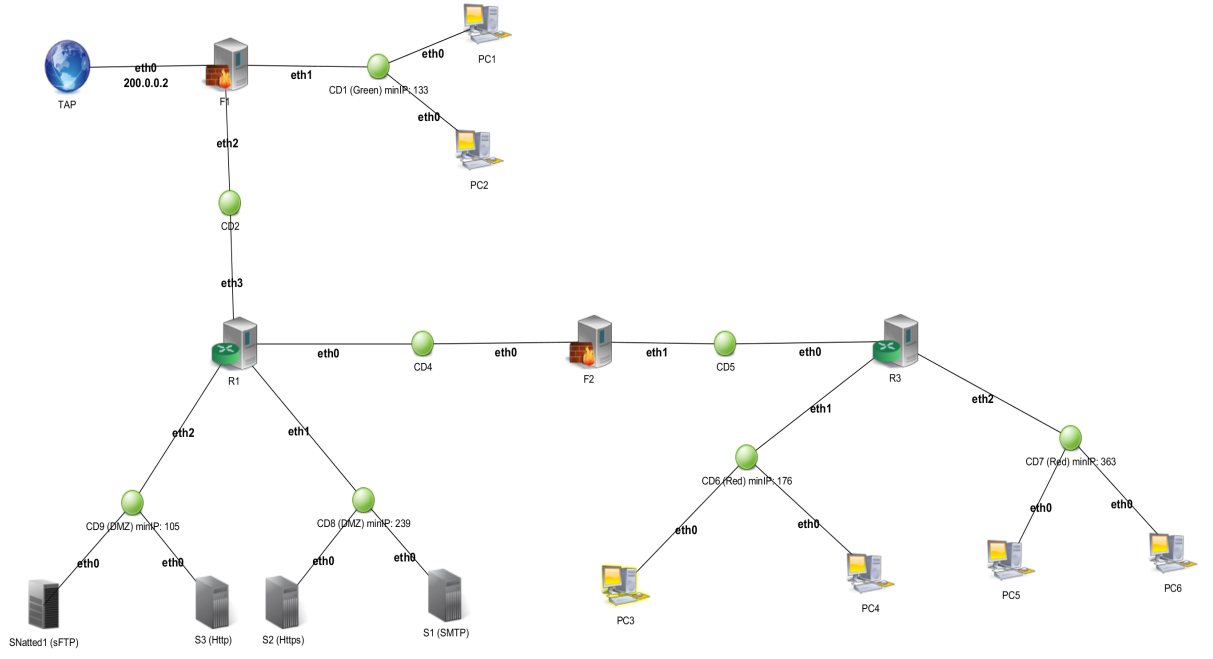 PC1
eth0
eth0
200.0.0.2
TAP
F1
eth1
CD1 (Green) minIP: 133
eth0
PC2
eth2
CD2
eth3
R1
eth0
CD4
eth0
F2
eth1
CD5
eth0
R3
eth1
eth2
eth2
eth1
CD6 (Red) minIP: 176
CD7 (Red) minIP: 363
CD9 (DMZ) minIP: 105
CD8 (DMZ) minIP: 239
eth0
eth0
eth0
eth0
eth0
eth0
eth0
eth0
SNatted1 (sFTP)
S3 (Http)
S2 (Https)
S1 (SMTP)
PC3
PC4
PC5
PC6